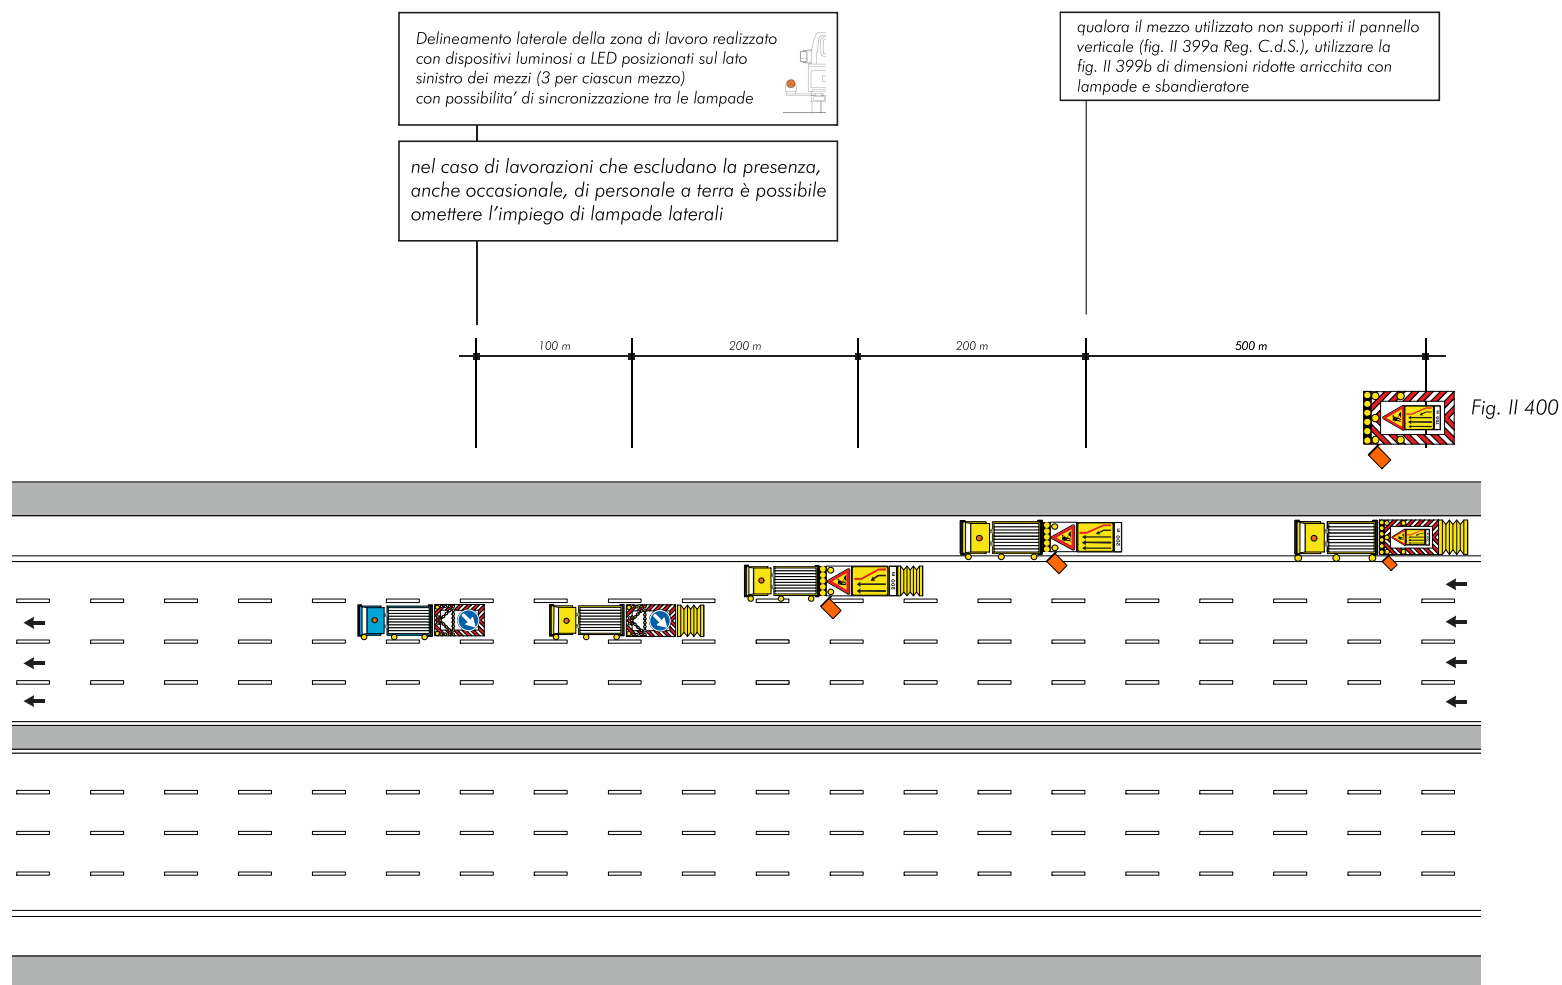 Delineamento laterale della zona di lavoro realizzato
con dispositivi luminosi a LED posizionati sul lato
sinistro dei mezzi (3 per ciascun mezzo)
con possibilita' di sincronizzazione tra le lampade
nel caso di lavorazioni che escludano la presenza,
anche occasionale, di personale a terra è possibile
omettere l'impiego di lampade laterali
qualora il mezzo utilizzato non supporti il pannello
verticale (fig. II 399a Reg. C.d.S.), utilizzare la
fig. II 399b di dimensioni ridotte arricchita con
lampade e sbandieratore
100 m
200 m
200 m
500 m
Fig. II 400
200 m
200 m